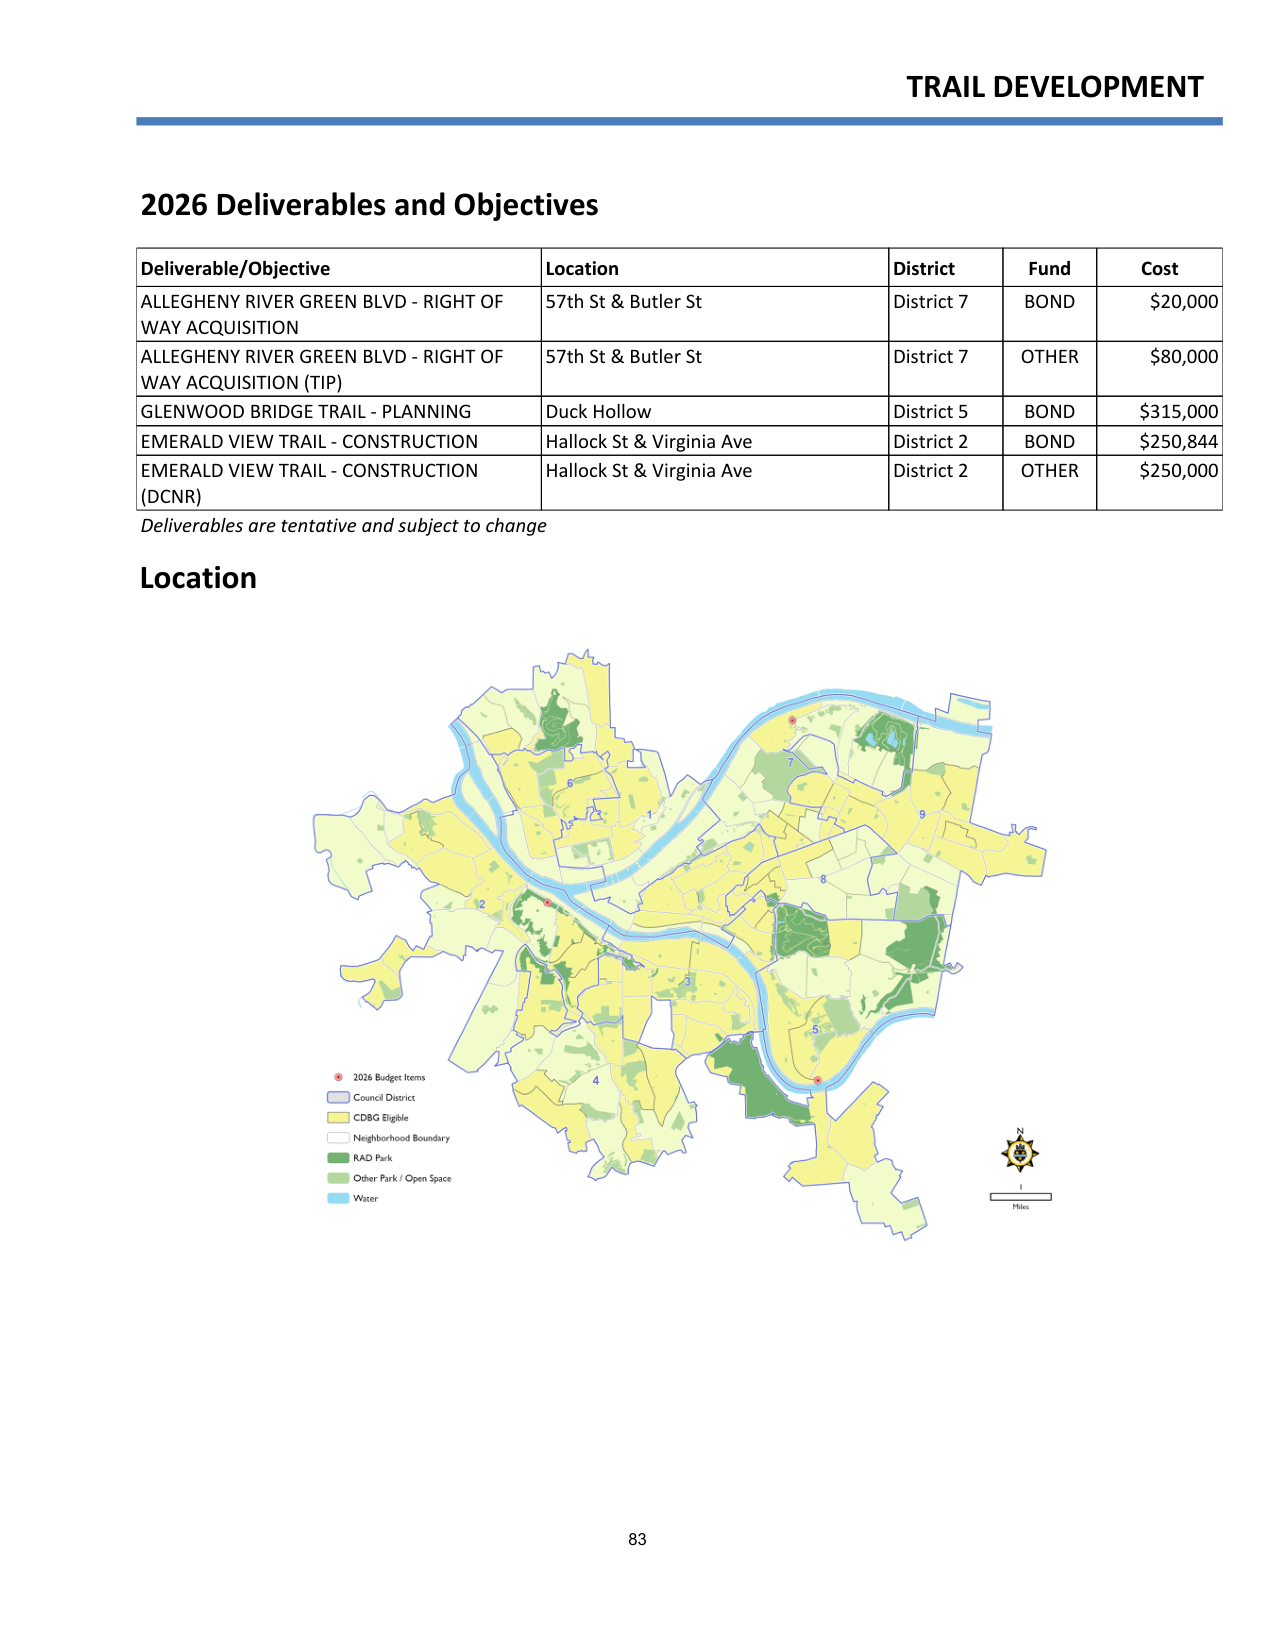 TRAIL DEVELOPMENT
2026 Deliverables and Objectives
Deliverable/Objective Location District Fund Cost
ALLEGHENY RIVER GREEN BLVD - RIGHT OF 57th St & Butler St District 7 BOND $20,000
WAY ACQUISITION
ALLEGHENY RIVER GREEN BLVD - RIGHT OF 57th St & Butler St District 7 OTHER $80,000
WAY ACQUISITION (TIP)
GLENWOOD BRIDGE TRAIL - PLANNING Duck Hollow District 5 BOND $315,000
EMERALD VIEW TRAIL - CONSTRUCTION Hallock St & Virginia Ave District 2 BOND $250,844
EMERALD VIEW TRAIL - CONSTRUCTION Hallock St & Virginia Ave District 2 OTHER $250,000
(DCNR)
Deliverables are tentative and subject to change
Location
7
6
1
9
8
2
3
5
4
2026 Budget Items
Council District
CDBG Eligible
Neighborhood Boundary
RAD Park
Other Park / Open Space
Water
N
1
Miles
83